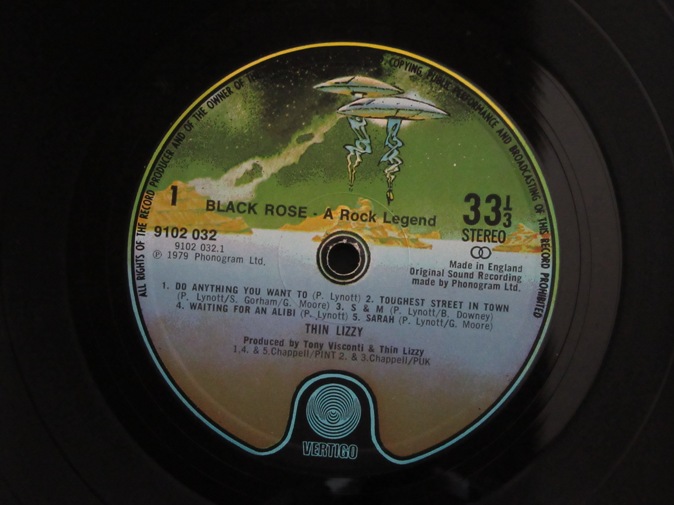 ALL RIGHTS OF THE RECORD PRODUCER AND OF THE OWNER OF THE
COPYING, PUBLIC PERFORMANCE AND BROADCASTING OF THIS RECORD PROHIBITED
1
BLACK ROSE - A Rock Legend
33⅓
STEREO
9102 032
9102 032.1
℗ 1979 Phonogram Ltd.
Made in England
Original Sound Recording
made by Phonogram Ltd.
1. DO ANYTHING YOU WANT TO (P. Lynott) 2. TOUGHEST STREET IN TOWN
(P. Lynott/S. Gorham/G. Moore) 3. S & M (P. Lynott/B. Downey)
4. WAITING FOR AN ALIBI (P. Lynott) 5. SARAH (P. Lynott/G. Moore)
THIN LIZZY
Produced by Tony Visconti & Thin Lizzy
1.4. & 5.Chappell/PINT 2. & 3.Chappell/PUK
VERTIGO